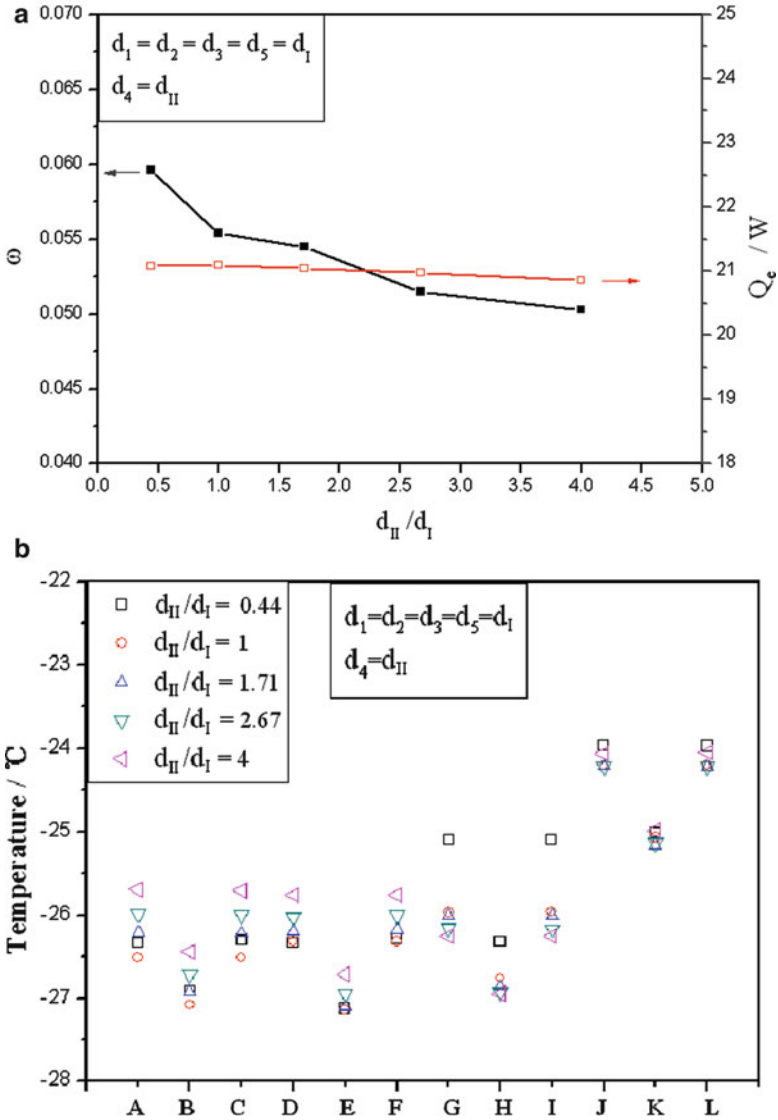 a
d1 = d2 = d3 = d5 = dI
d4 = dII
0.070
0.065
0.060
0.055
0.050
0.045
0.040
ω
25
24
23
22
21
20
19
18
Qe / W
0.0 0.5 1.0 1.5 2.0 2.5 3.0 3.5 4.0 4.5 5.0
dII /dI
b
-22
-23
-24
-25
-26
-27
-28
Temperature / ℃
dII/dI = 0.44
dII/dI = 1
dII/dI = 1.71
dII/dI = 2.67
dII/dI = 4
d1=d2=d3=d5=dI
d4=dII
A B C D E F G H I J K L